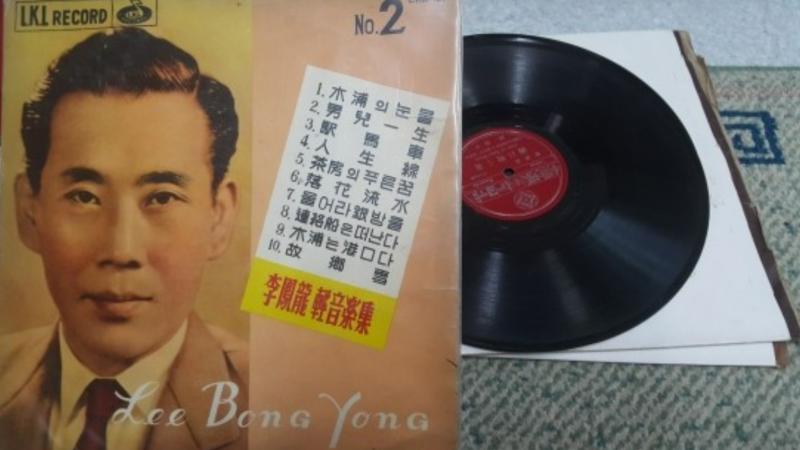 L.K.L RECORD
No.2
1. 木浦의눈물
2. 男兒一生
3. 駅馬車
4. 人生線
5. 茶房의푸른꿈
6. 落花流水
7. 울어라銀방울
8. 連絡船은떠난다
9. 木浦는港口다
10. 故鄕雪
李鳳龍 軽音楽集
Lee Bong Yong